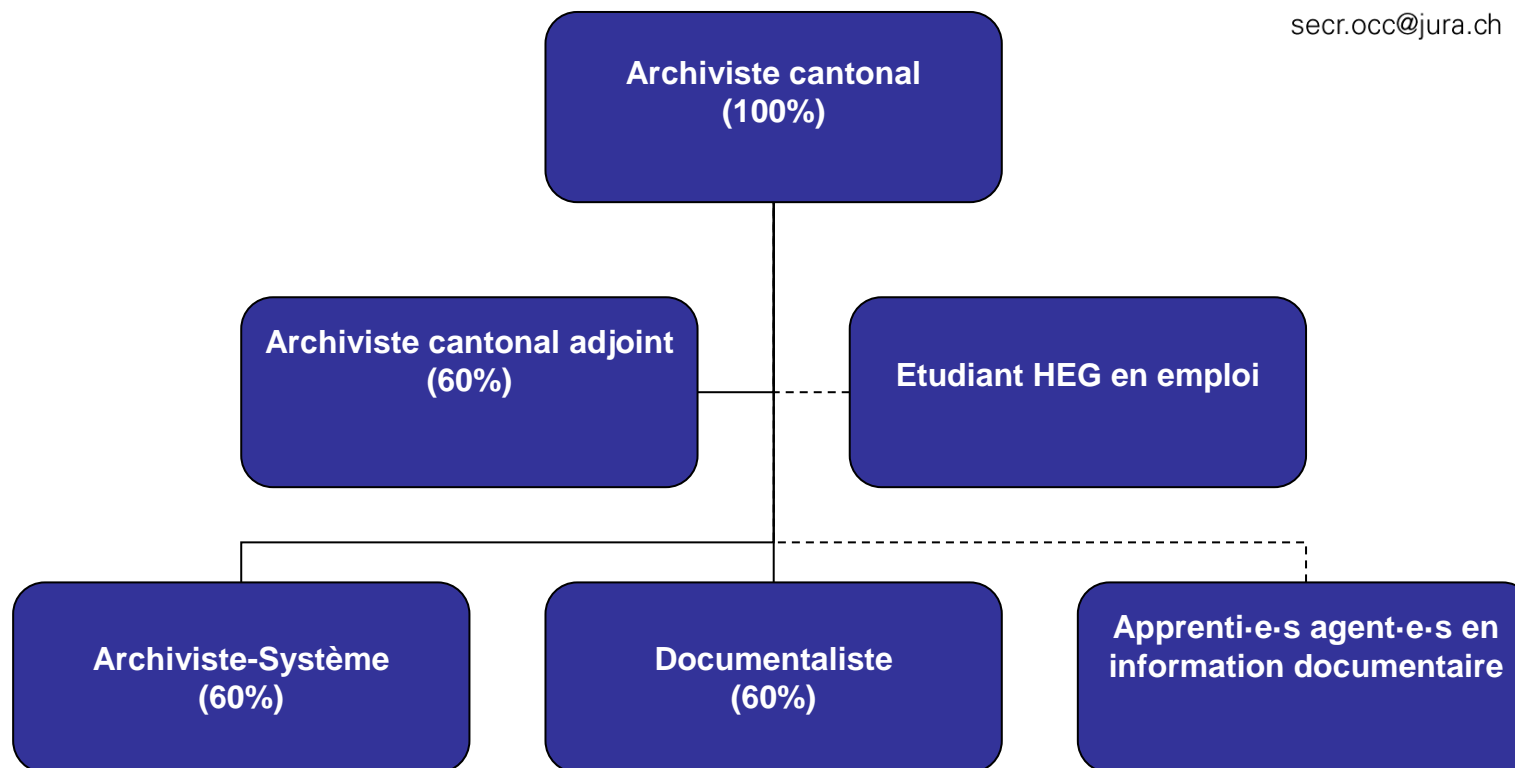 secr.occ@jura.ch
Archiviste cantonal
(100%)
Archiviste cantonal adjoint
(60%)
Etudiant HEG en emploi
Archiviste-Système
(60%)
Documentaliste
(60%)
Apprenti·e·s agent·e·s en
information documentaire